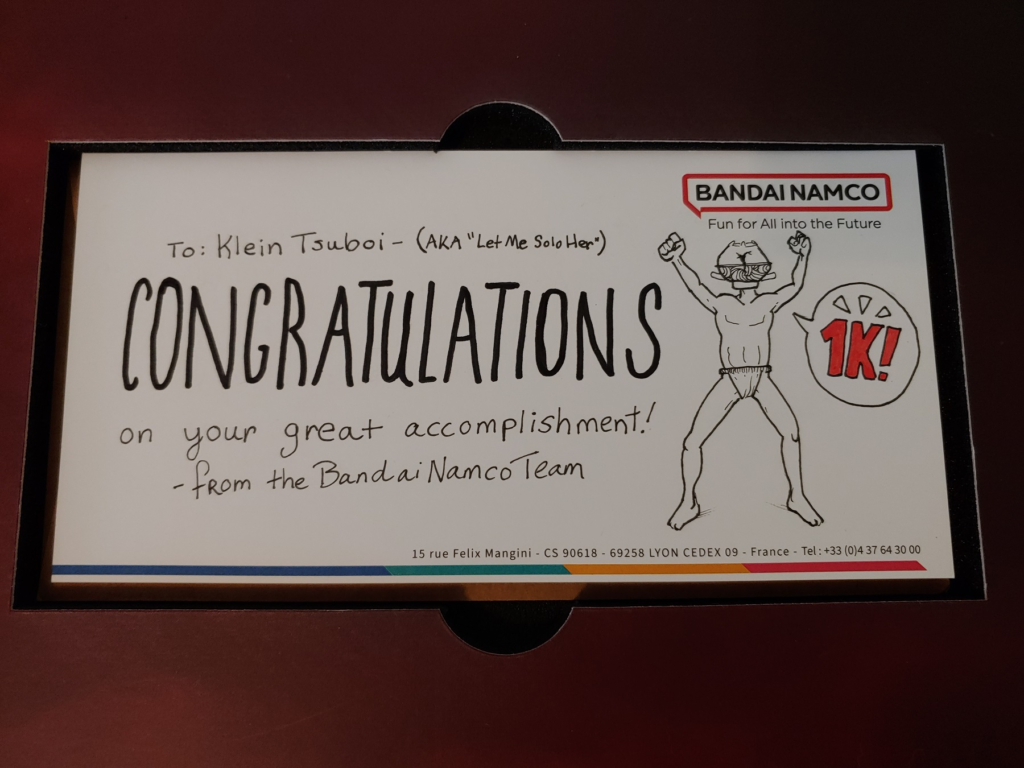 BANDAI NAMCO
Fun for All into the Future
To: Klein Tsuboi - (AKA "Let Me Solo Her")
CONGRATULATIONS
on your great accomplishment!
- from the Bandai Namco Team
1K!
15 rue Felix Mangini - CS 90618 - 69258 LYON CEDEX 09 - France - Tel : +33 (0)4 37 64 30 00